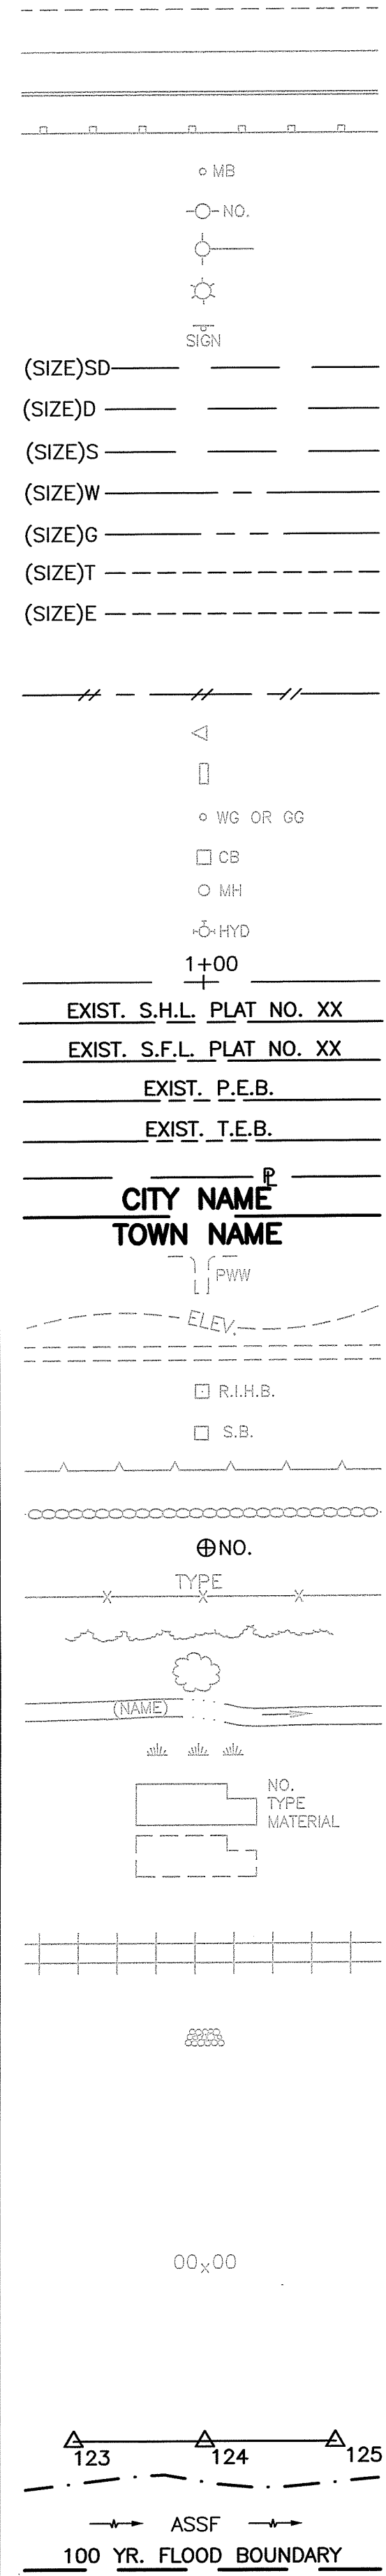 MB
NO.
SIGN
(SIZE)SD
(SIZE)D
(SIZE)S
(SIZE)W
(SIZE)G
(SIZE)T
(SIZE)E
WG OR GG
CB
MH
HYD
1+00
EXIST. S.H.L. PLAT NO. XX
EXIST. S.F.L. PLAT NO. XX
EXIST. P.E.B.
EXIST. T.E.B.
PL
CITY NAME
TOWN NAME
PWW
ELEV.
R.I.H.B.
S.B.
NO.
TYPE
(NAME)
NO.
TYPE
MATERIAL
00x00
123 124 125
ASSF
100 YR. FLOOD BOUNDARY